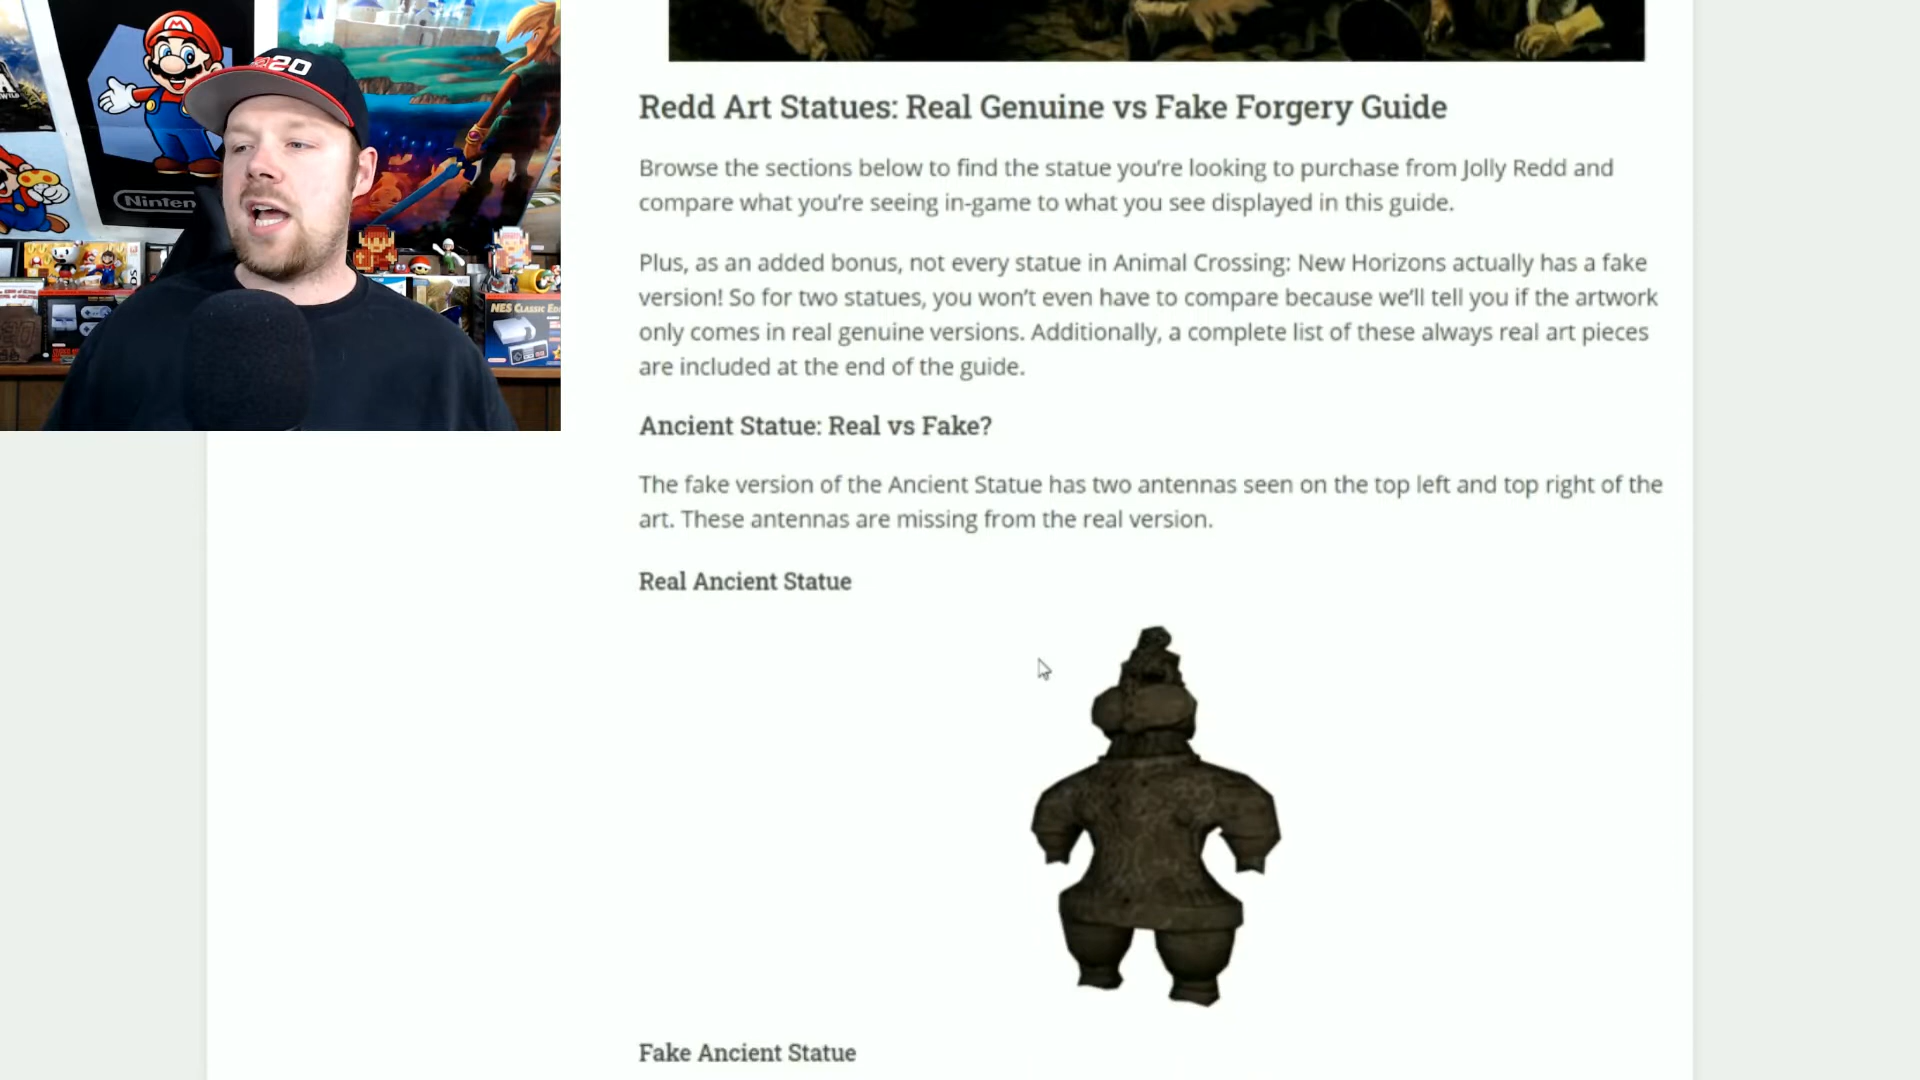 20
Ninten
NES CLASSIC ED
Redd Art Statues: Real Genuine vs Fake Forgery Guide
Browse the sections below to find the statue you’re looking to purchase from Jolly Redd and
compare what you’re seeing in-game to what you see displayed in this guide.
Plus, as an added bonus, not every statue in Animal Crossing: New Horizons actually has a fake
version! So for two statues, you won’t even have to compare because we’ll tell you if the artwork
only comes in real genuine versions. Additionally, a complete list of these always real art pieces
are included at the end of the guide.
Ancient Statue: Real vs Fake?
The fake version of the Ancient Statue has two antennas seen on the top left and top right of the
art. These antennas are missing from the real version.
Real Ancient Statue
Fake Ancient Statue